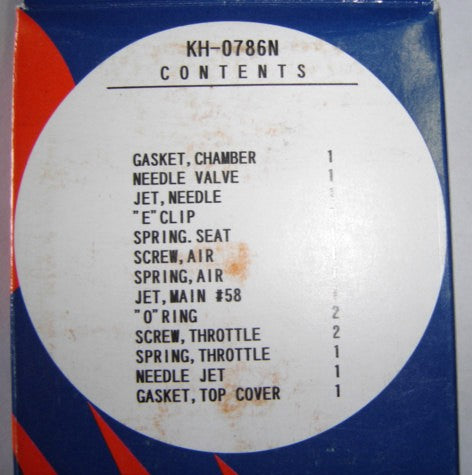 KH-0786N
CONTENTS
GASKET,CHAMBER 1
NEEDLE VALVE 1
JET,NEEDLE
"E"CLIP
SPRING.SEAT
SCREW,AIR
SPRING,AIR
JET,MAIN #58
"O"RING 2
SCREW,THROTTLE 2
SPRING,THROTTLE 1
NEEDLE JET 1
GASKET,TOP COVER 1